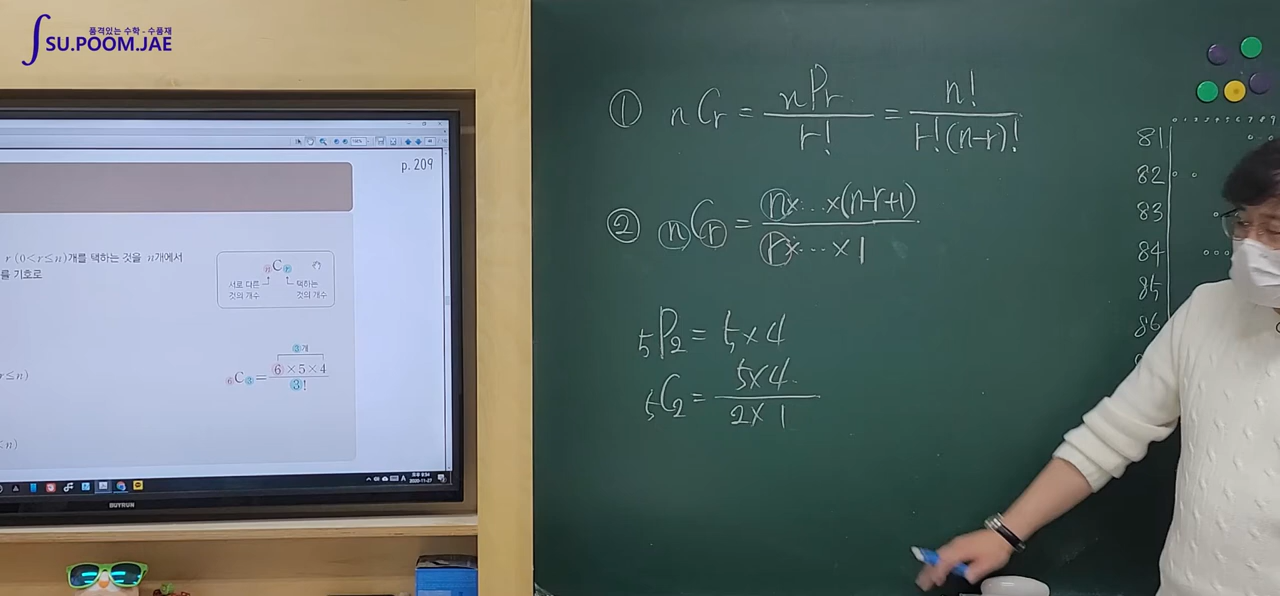 품격있는 수학 - 수품재
SU.POOM.JAE
p. 209
r (0<r≤n)개를 택하는 것을 n개에서
를 기호로
nCr
서로 다른 택하는
것의 개수 것의 개수
3개
6C3 = 6×5×4 / 3!
r≤n)
≤n)
2020-11-27
① nCr = nPr / r! = n! / r!(n-r)!
② nCr = n×...×(n-r+1) / r×...×1
5P2 = 5×4
5C2 = 5×4 / 2×1
81
82
83
84
85
86